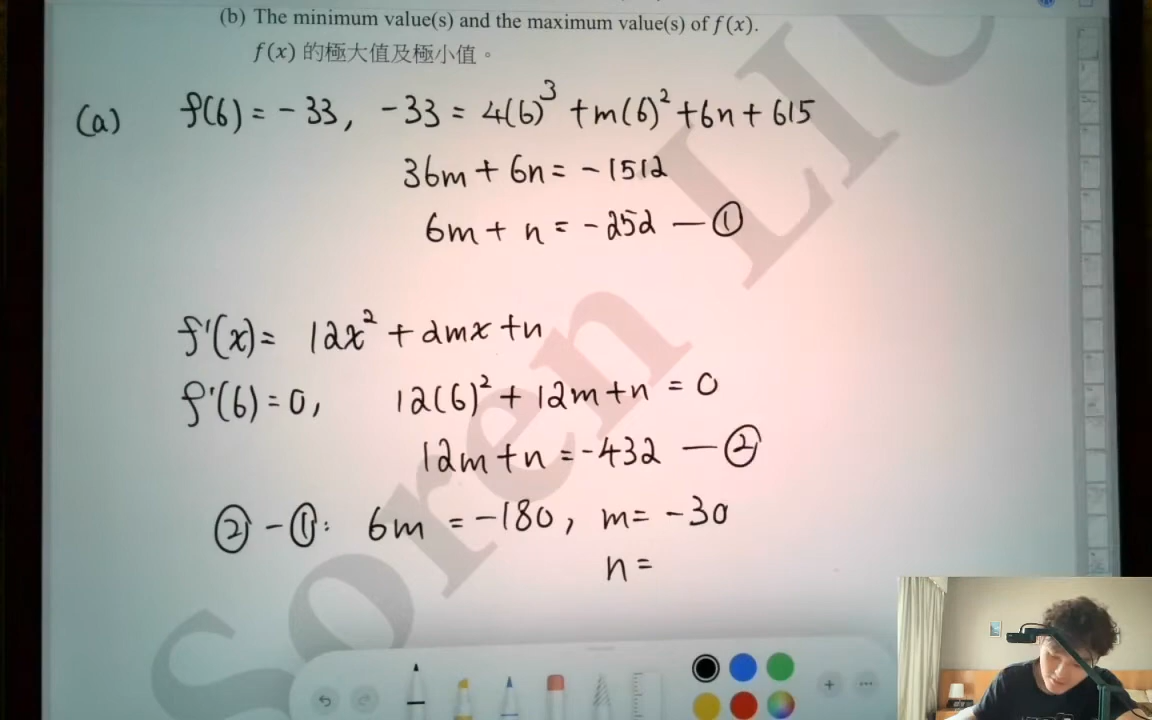 (b) The minimum value(s) and the maximum value(s) of f(x).
f(x) 的極大值及極小值。
(a) f(6) = -33, -33 = 4(6)³ + m(6)² + 6n + 615
36m + 6n = -1512
6m + n = -252 — ①
f'(x) = 12x² + 2mx + n
f'(6) = 0, 12(6)² + 12m + n = 0
12m + n = -432 — ②
② - ①: 6m = -180, m = -30
n =
Soren LIU